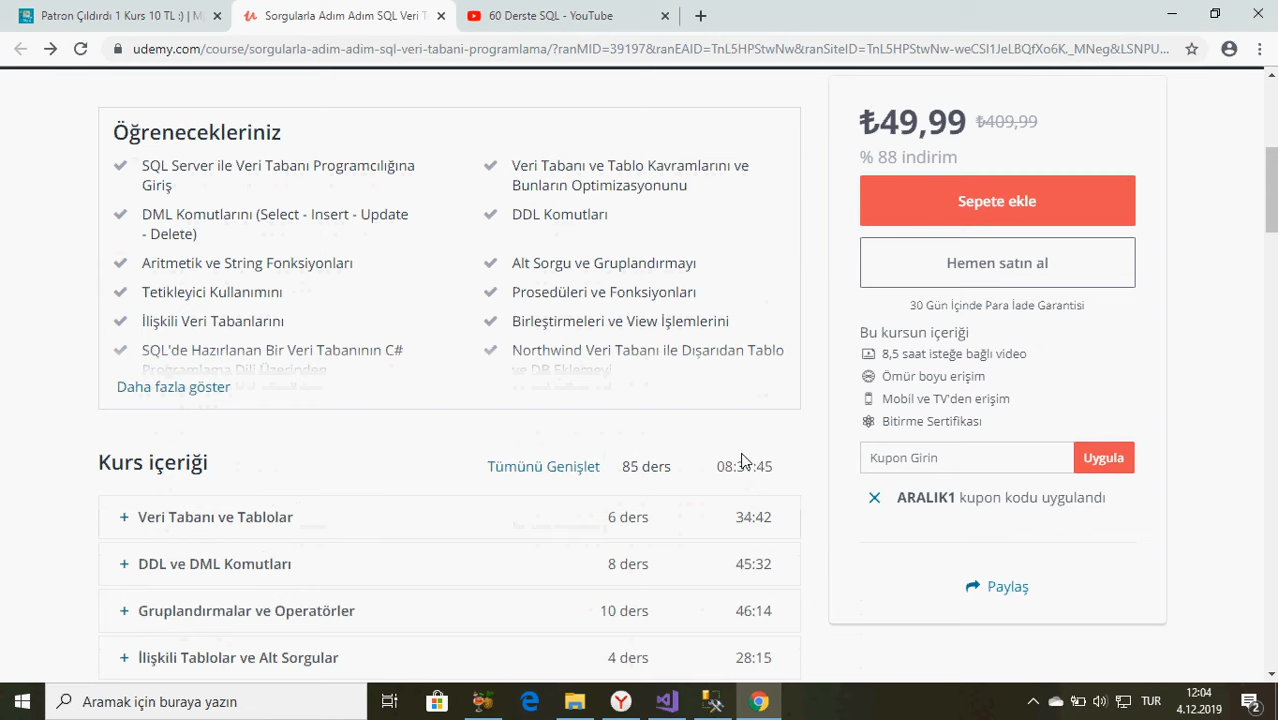 Patron Çıldırdı 1 Kurs 10 TL :) | M
Sorgularla Adım Adım SQL Veri T
60 Derste SQL - YouTube
udemy.com/course/sorgularla-adim-adim-sql-veri-tabani-programlama/?ranMID=39197&ranEAID=TnL5HPStwNw&ranSiteID=TnL5HPStwNw-weCSI1JeLBQfXo6K._MNeg&LSNPU...
Öğrenecekleriniz
SQL Server ile Veri Tabanı Programcılığına
Giriş
Veri Tabanı ve Tablo Kavramlarını ve
Bunların Optimizasyonunu
DML Komutlarını (Select - Insert - Update
- Delete)
DDL Komutları
Aritmetik ve String Fonksiyonları
Alt Sorgu ve Gruplandırmayı
Tetikleyici Kullanımını
Prosedüleri ve Fonksiyonları
İlişkili Veri Tabanlarını
Birleştirmeleri ve View İşlemlerini
SQL'de Hazırlanan Bir Veri Tabanının C#
Programlama Dili Üzerinden
Northwind Veri Tabanı ile Dışarıdan Tablo
ve DB Eklemeyi
Daha fazla göster
Kurs içeriği
Tümünü Genişlet 85 ders
+ Veri Tabanı ve Tablolar 6 ders 34:42
+ DDL ve DML Komutları 8 ders 45:32
+ Gruplandırmalar ve Operatörler 10 ders 46:14
+ İlişkili Tablolar ve Alt Sorgular 4 ders 28:15
₺49,99 ₺409,99
% 88 indirim
Sepete ekle
Hemen satın al
30 Gün İçinde Para İade Garantisi
Bu kursun içeriği
8,5 saat isteğe bağlı video
Ömür boyu erişim
Mobil ve TV'den erişim
Bitirme Sertifikası
Kupon Girin Uygula
ARALIK1 kupon kodu uygulandı
Paylaş
Aramak için buraya yazın
TUR
12:04
4.12.2019
2